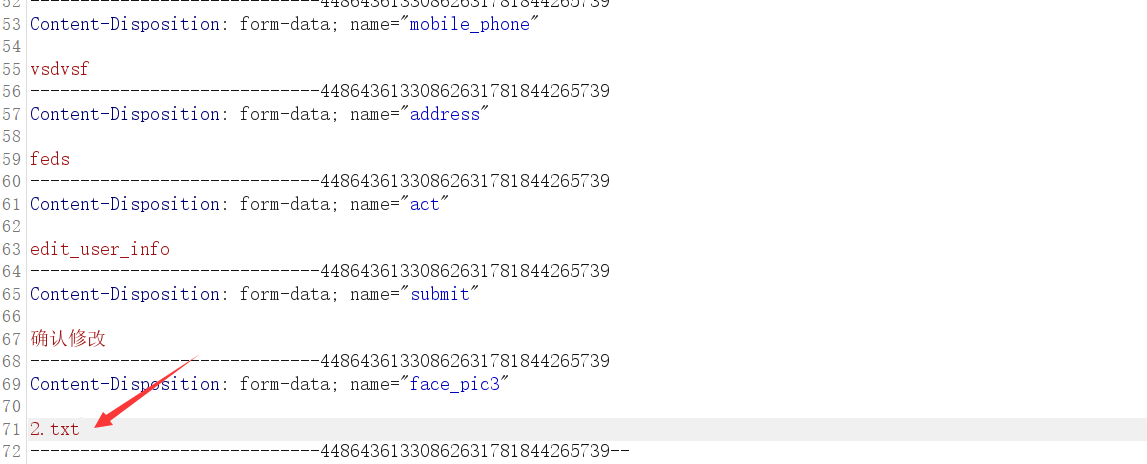 52 -----------------------------44864361330862631781844265739
53 Content-Disposition: form-data; name="mobile_phone"
54
55 vsdvsf
56 -----------------------------44864361330862631781844265739
57 Content-Disposition: form-data; name="address"
58
59 feds
60 -----------------------------44864361330862631781844265739
61 Content-Disposition: form-data; name="act"
62
63 edit_user_info
64 -----------------------------44864361330862631781844265739
65 Content-Disposition: form-data; name="submit"
66
67 确认修改
68 -----------------------------44864361330862631781844265739
69 Content-Disposition: form-data; name="face_pic3"
70
71 2.txt
72 -----------------------------44864361330862631781844265739--